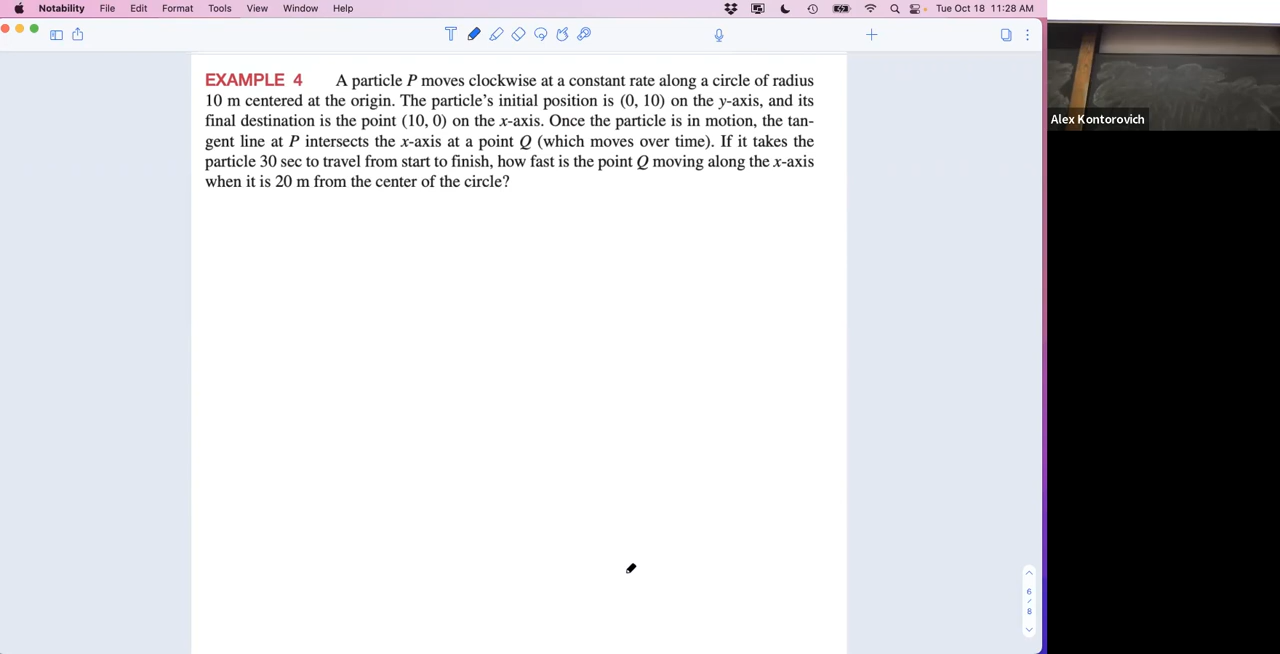 Notability File Edit Format Tools View Window Help Tue Oct 18 11:28 AM
EXAMPLE 4 A particle P moves clockwise at a constant rate along a circle of radius
10 m centered at the origin. The particle's initial position is (0, 10) on the y-axis, and its
final destination is the point (10, 0) on the x-axis. Once the particle is in motion, the tan-
gent line at P intersects the x-axis at a point Q (which moves over time). If it takes the
particle 30 sec to travel from start to finish, how fast is the point Q moving along the x-axis
when it is 20 m from the center of the circle?
Alex Kontorovich
6
/
8